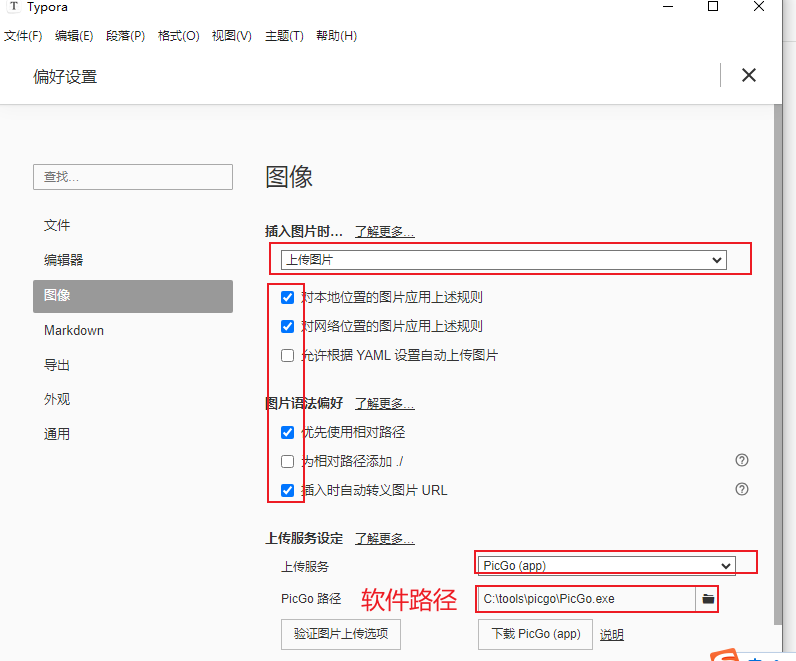 Typora
文件(F) 编辑(E) 段落(P) 格式(O) 视图(V) 主题(T) 帮助(H)
偏好设置
查找...
文件
编辑器
图像
Markdown
导出
外观
通用
图像
插入图片时... 了解更多...
上传图片
对本地位置的图片应用上述规则
对网络位置的图片应用上述规则
允许根据 YAML 设置自动上传图片
图片语法偏好 了解更多...
优先使用相对路径
为相对路径添加 ./
插入时自动转义图片 URL
上传服务设定 了解更多...
上传服务 PicGo (app)
PicGo 路径 软件路径 C:\tools\picgo\PicGo.exe
验证图片上传选项 下载 PicGo (app) 说明